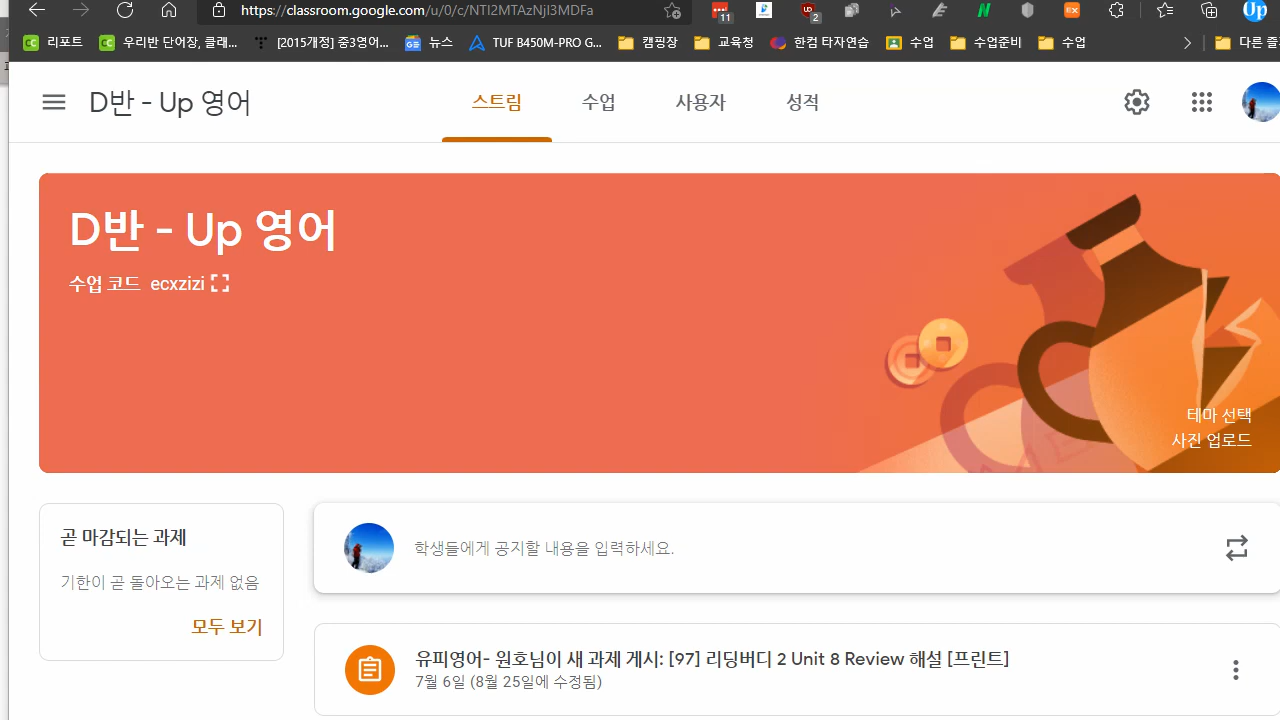 https://classroom.google.com/u/0/c/NTI2MTAzNjI3MDFa
11
2
EX
Up
CC 리포트
CC 우리반 단어장, 클래...
[2015개정] 중3영어...
뉴스
TUF B450M-PRO G...
캠핑장
교육청
한컴 타자연습
수업
수업준비
수업
다른 즐
D반 - Up 영어
스트림
수업
사용자
성적
D반 - Up 영어
수업 코드 ecxzizi
테마 선택
사진 업로드
곧 마감되는 과제
기한이 곧 돌아오는 과제 없음
모두 보기
학생들에게 공지할 내용을 입력하세요.
유피영어- 원호님이 새 과제 게시: [97] 리딩버디 2 Unit 8 Review 해설 [프린트]
7월 6일 (8월 25일에 수정됨)